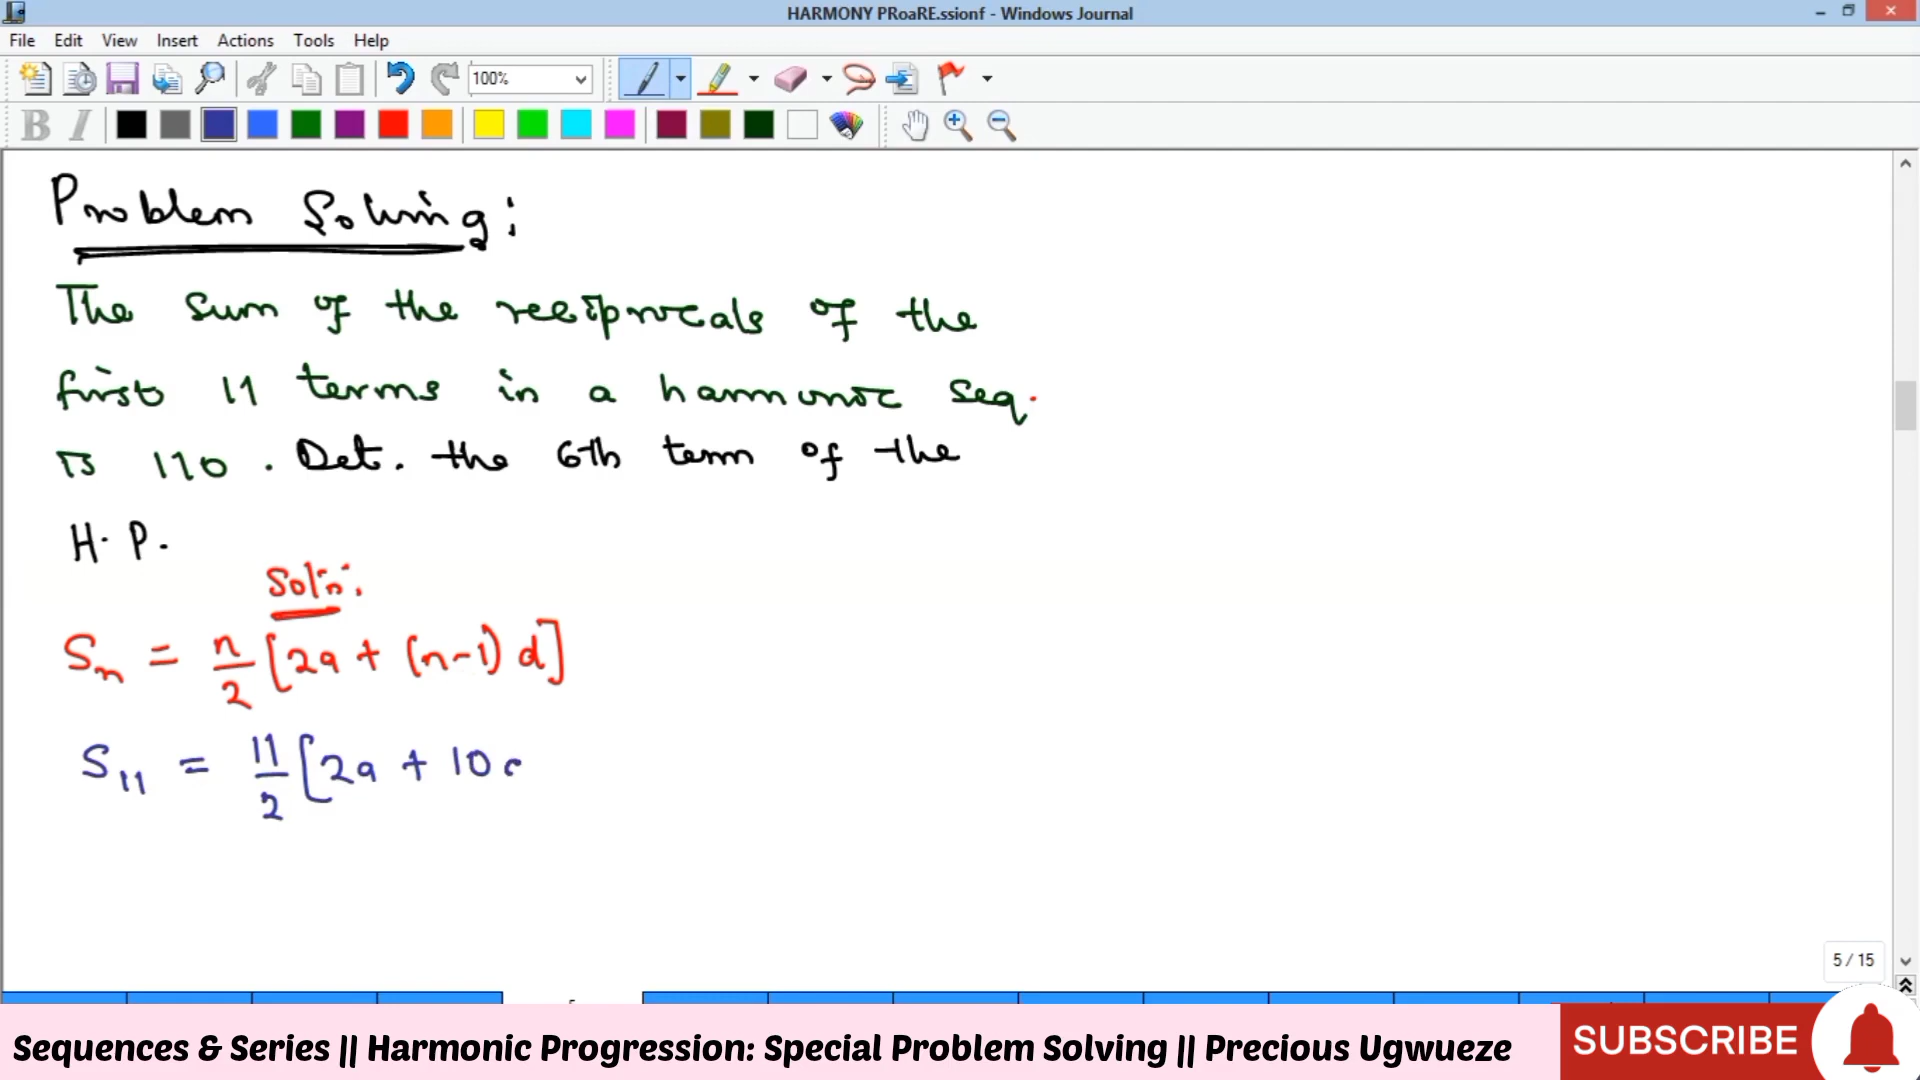 HARMONY PRoaRE.ssionf - Windows Journal
File Edit View Insert Actions Tools Help
100%
B I
Problem Solving:
The sum of the reciprocals of the
first 11 terms in a harmonic seq.
is 110. Det. the 6th term of the
H.P.
Soln:
Sn = n/2 [2a + (n-1) d]
S11 = 11/2 [2a + 10
5 / 15
5
Sequences & Series || Harmonic Progression: Special Problem Solving || Precious Ugwueze
SUBSCRIBE